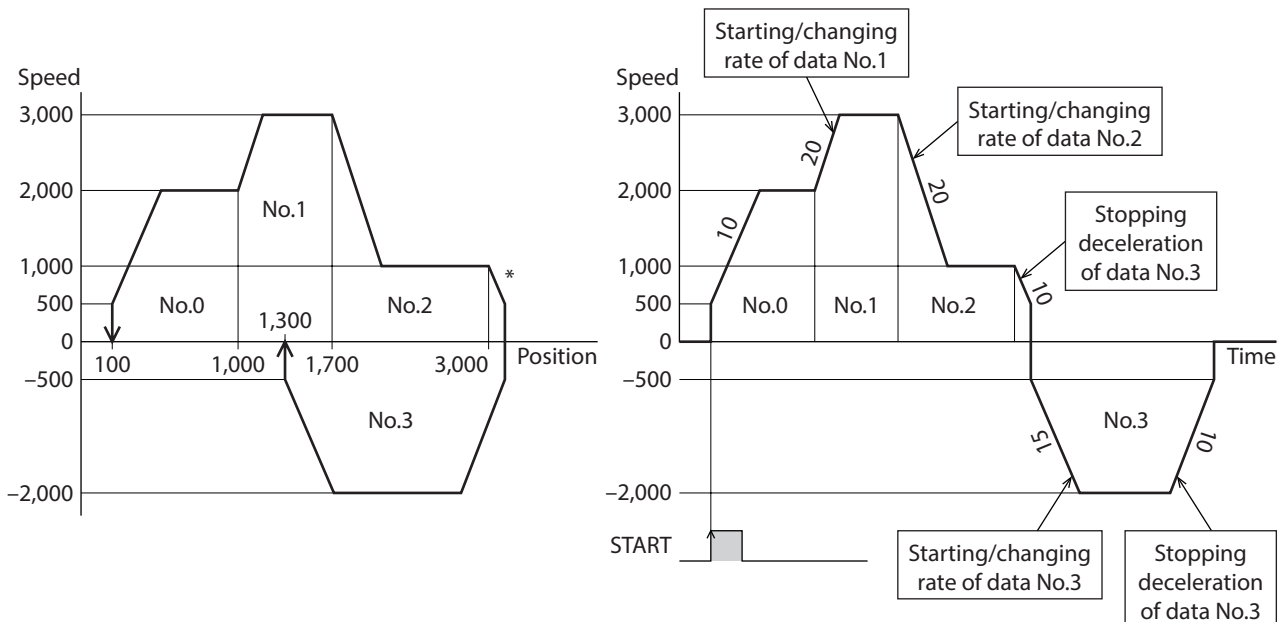 Speed
3,000
2,000
1,000
500
0
–500
–2,000
No.0
No.1
No.2
No.3
*
1,300
100
1,000
1,700
3,000
Position
Starting/changing
rate of data No.1
Speed
3,000
2,000
1,000
500
0
–500
–2,000
Starting/changing
rate of data No.2
Stopping
deceleration
of data No.3
10
20
20
10
No.0
No.1
No.2
Time
No.3
15
10
START
Starting/changing
rate of data No.3
Stopping
deceleration
of data No.3